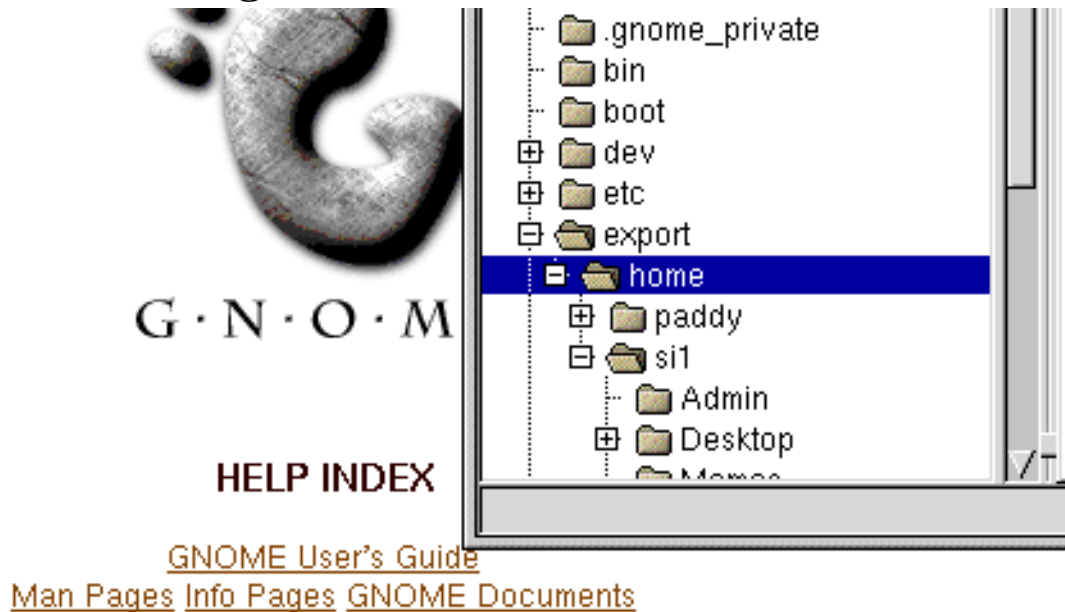 .gnome_private
bin
boot
dev
etc
export
home
paddy
si1
Admin
Desktop
G · N · O · M
HELP INDEX
GNOME User's Guide
Man Pages Info Pages GNOME Documents